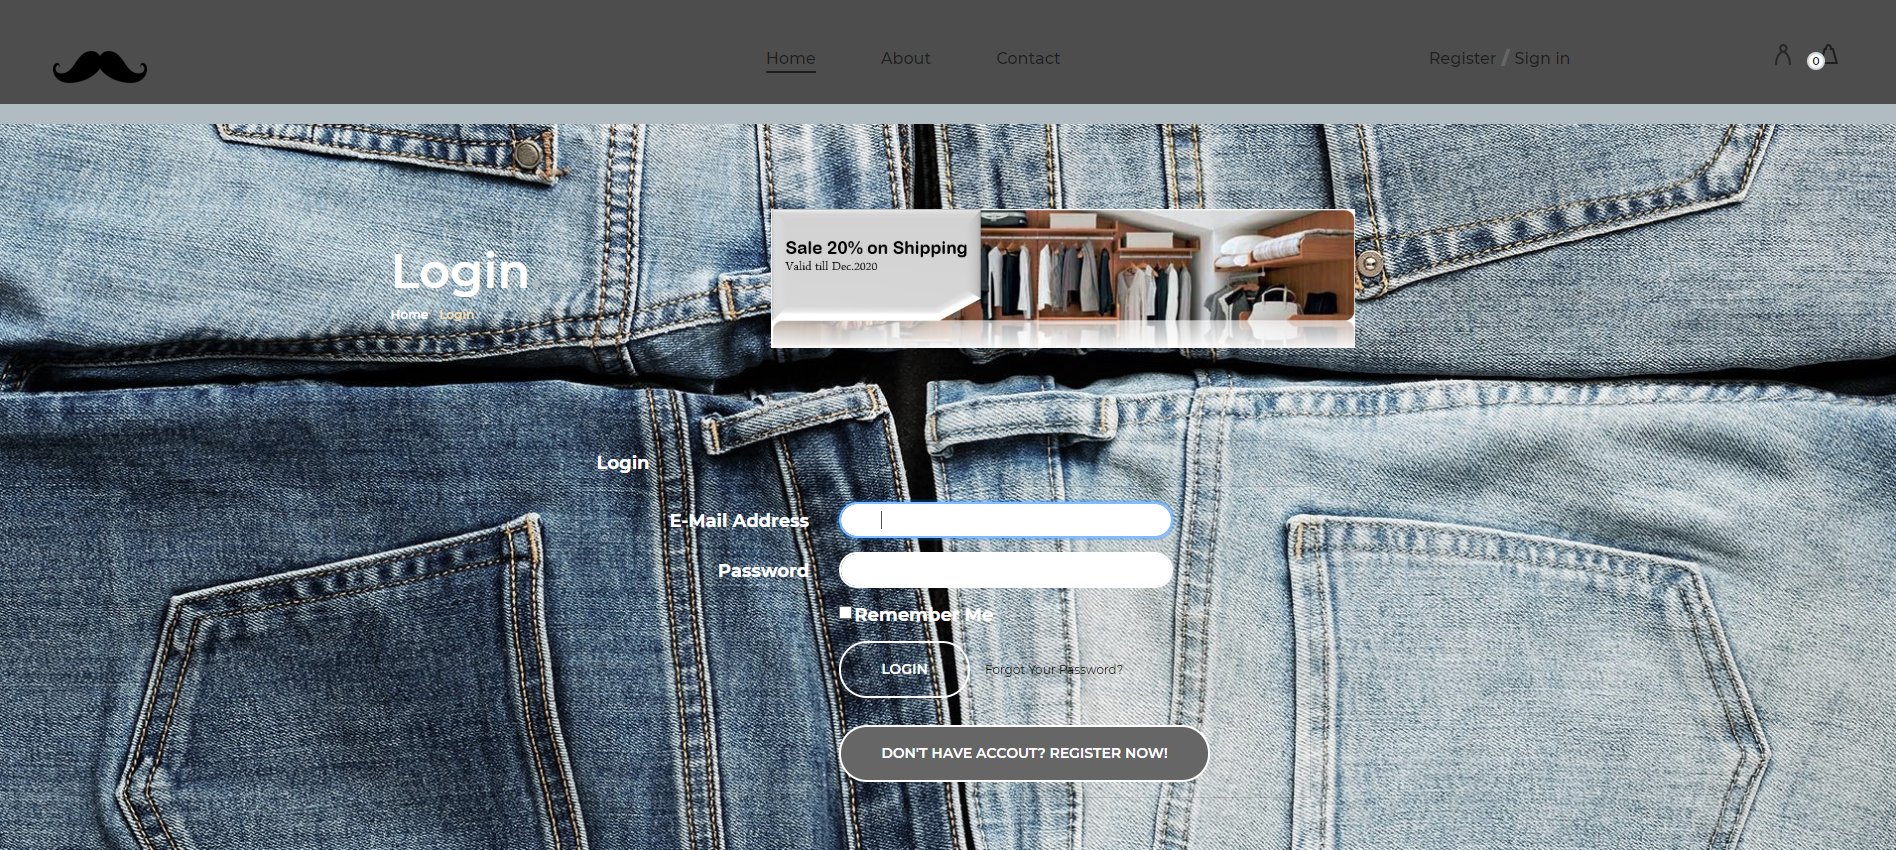 Home About Contact Register / Sign in 0
Sale 20% on Shipping
Valid till Dec.2020
Login
Home Login
Login
E-Mail Address
Password
Remember Me
LOGIN Forgot Your Password?
DON'T HAVE ACCOUT? REGISTER NOW!